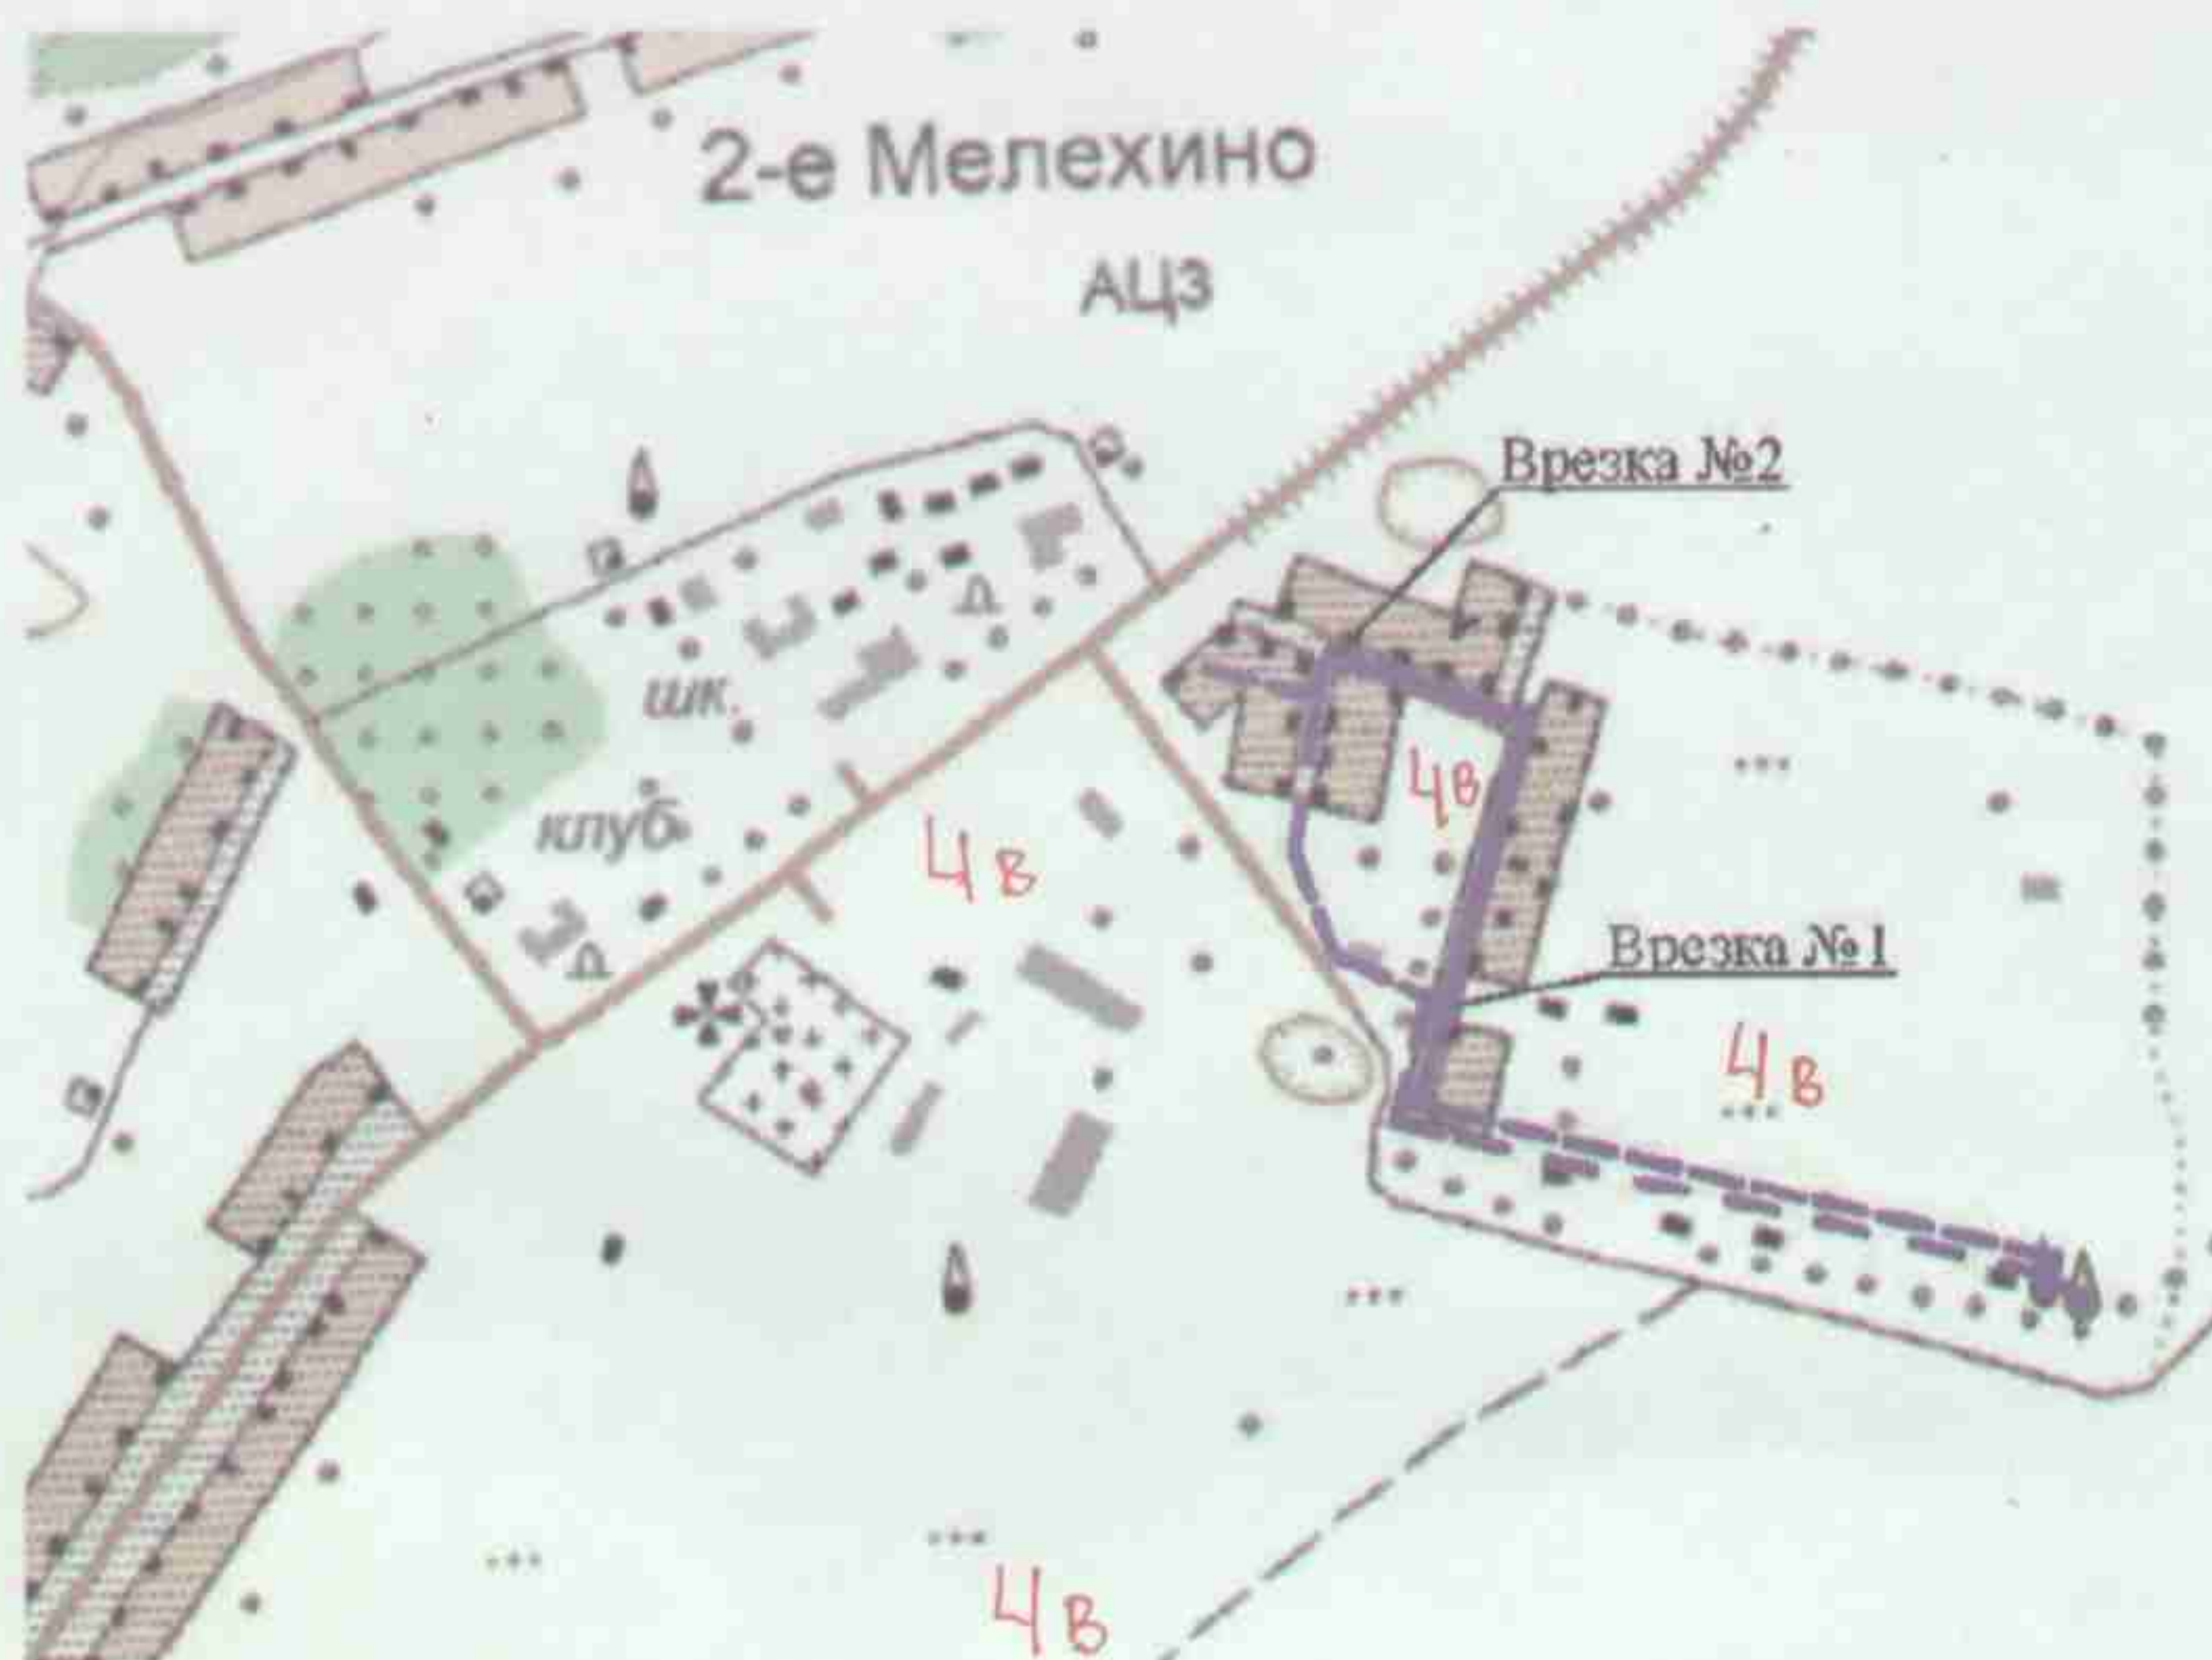 2-е Мелехино
АЦЗ
Врезка №2
шк.
4в
клуб
4в
Врезка №1
4в
4в